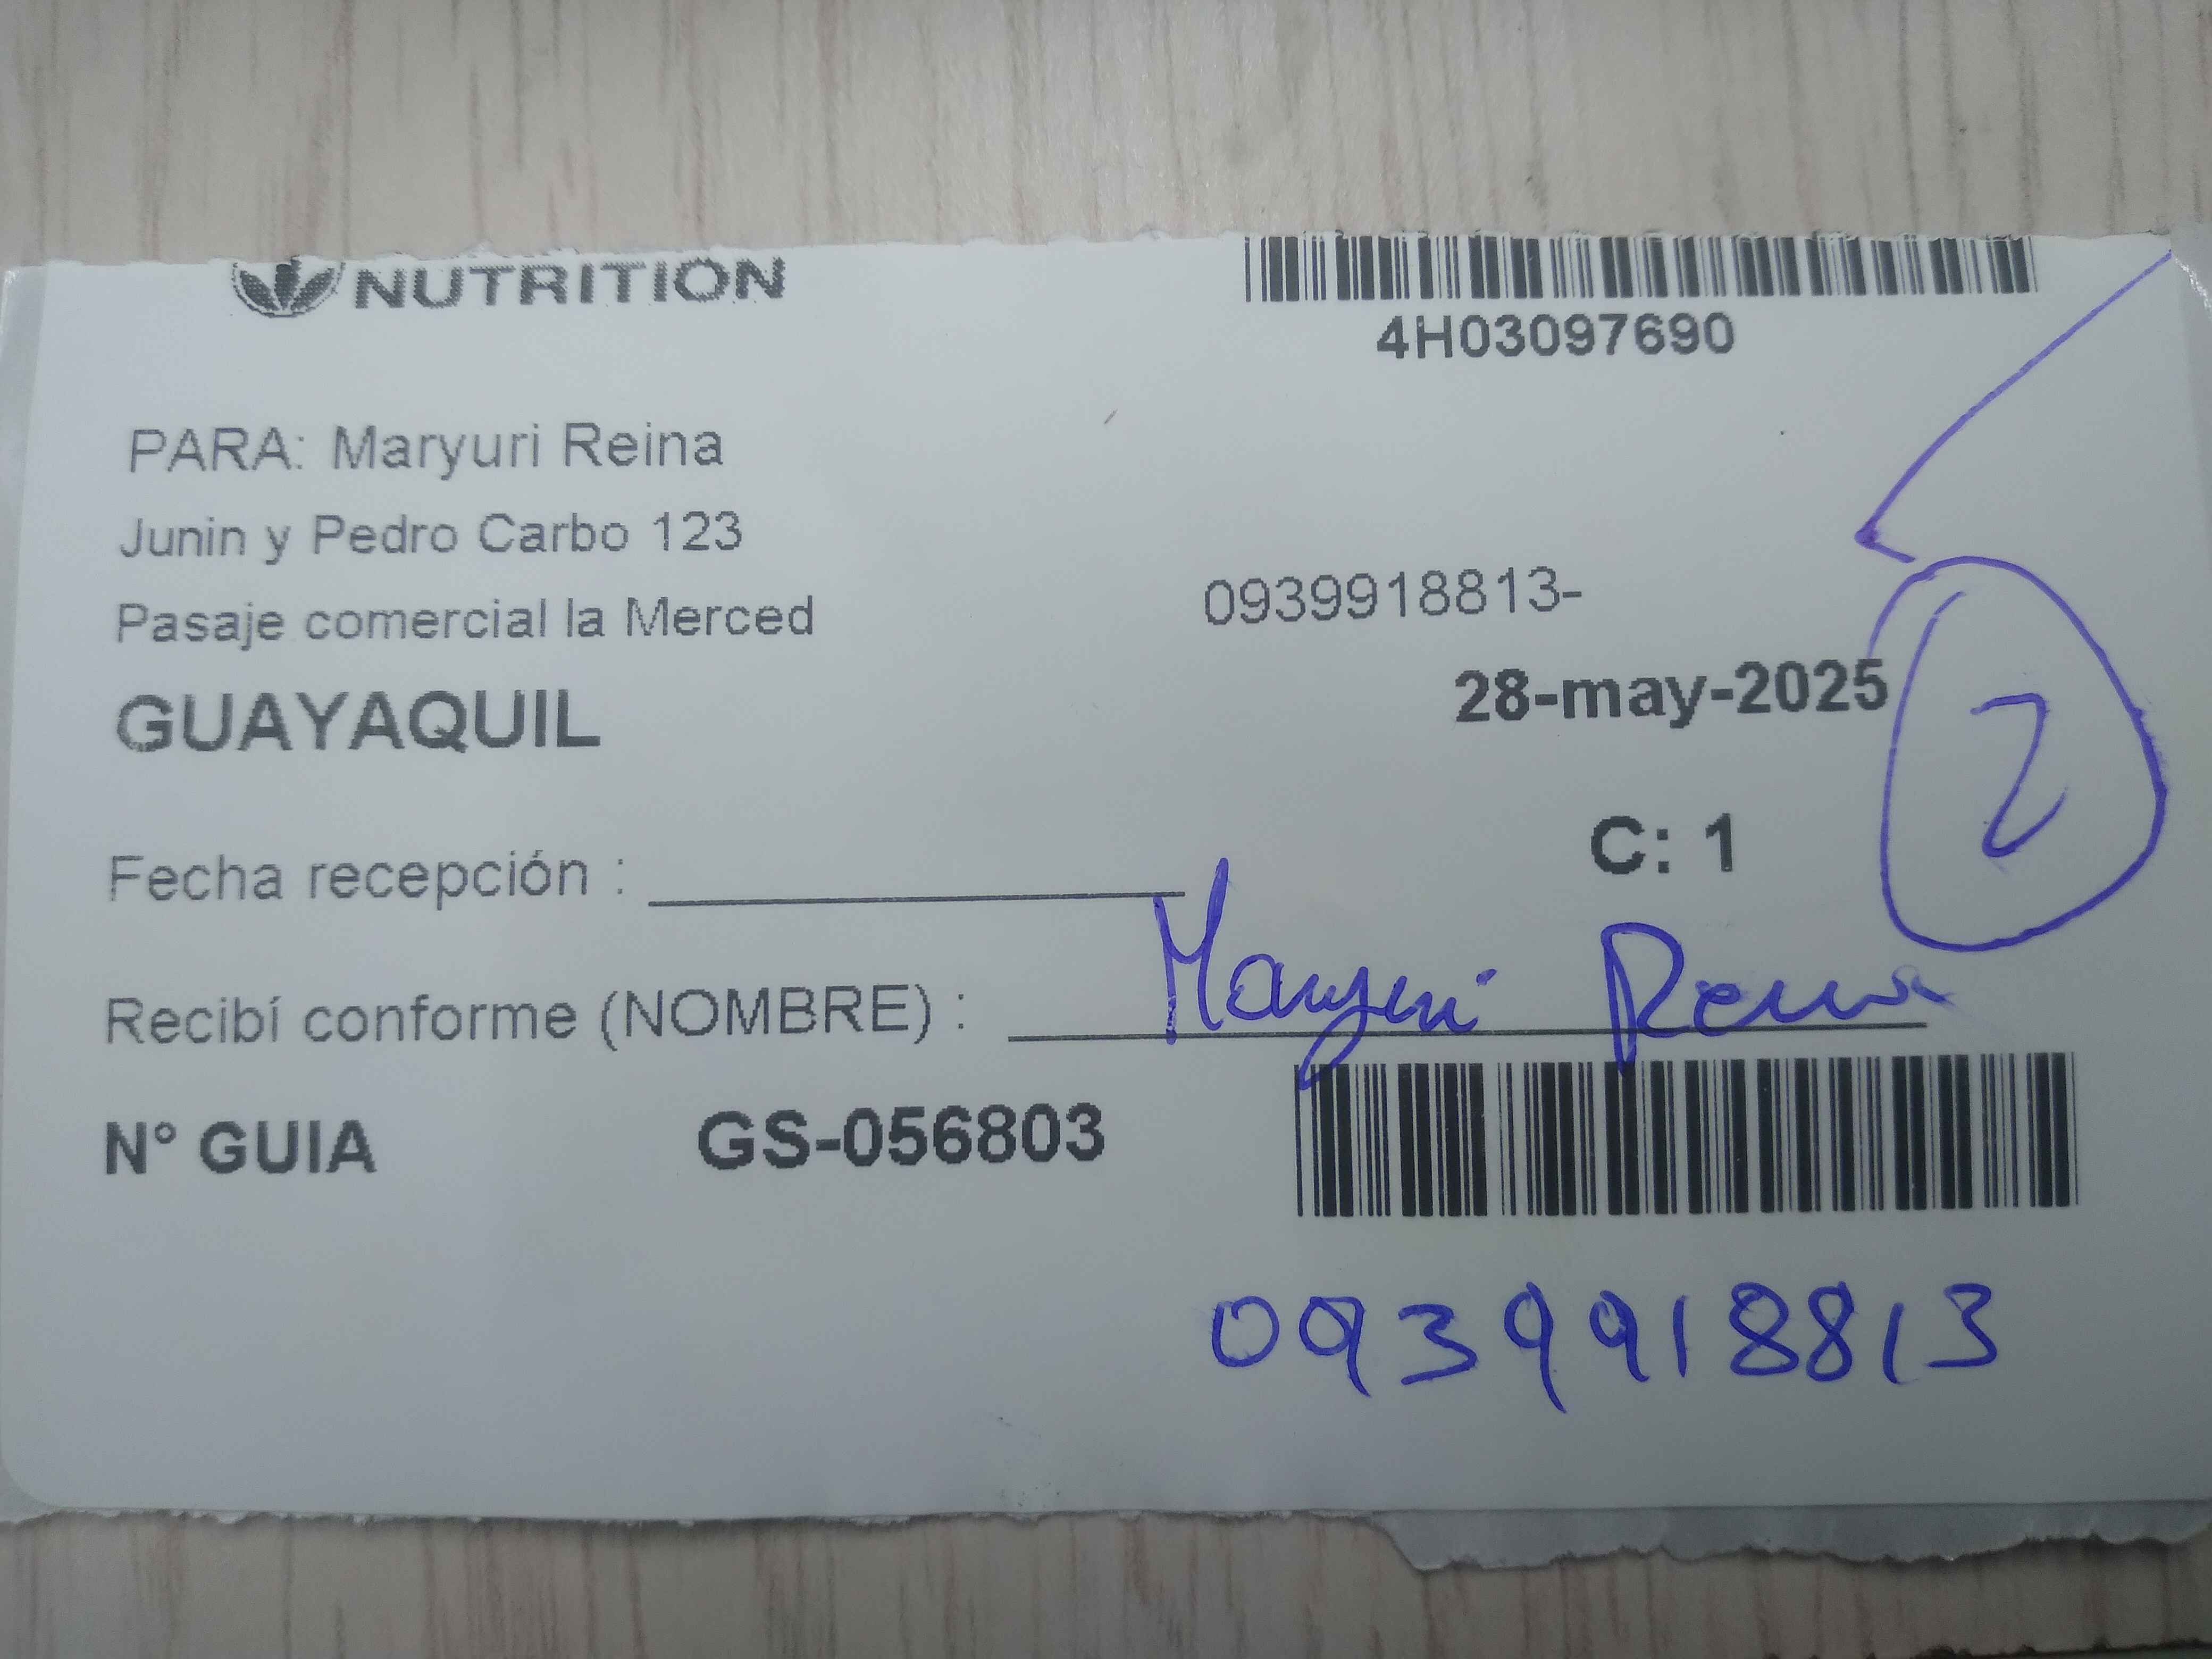 NUTRITION
4H03097690
PARA: Maryuri Reina
Junin y Pedro Carbo 123
Pasaje comercial la Merced
0939918813-
GUAYAQUIL
28-may-2025
2
C: 1
Fecha recepción :
Recibí conforme (NOMBRE) : Maryuri Reina
N° GUIA GS-056803
0939918813